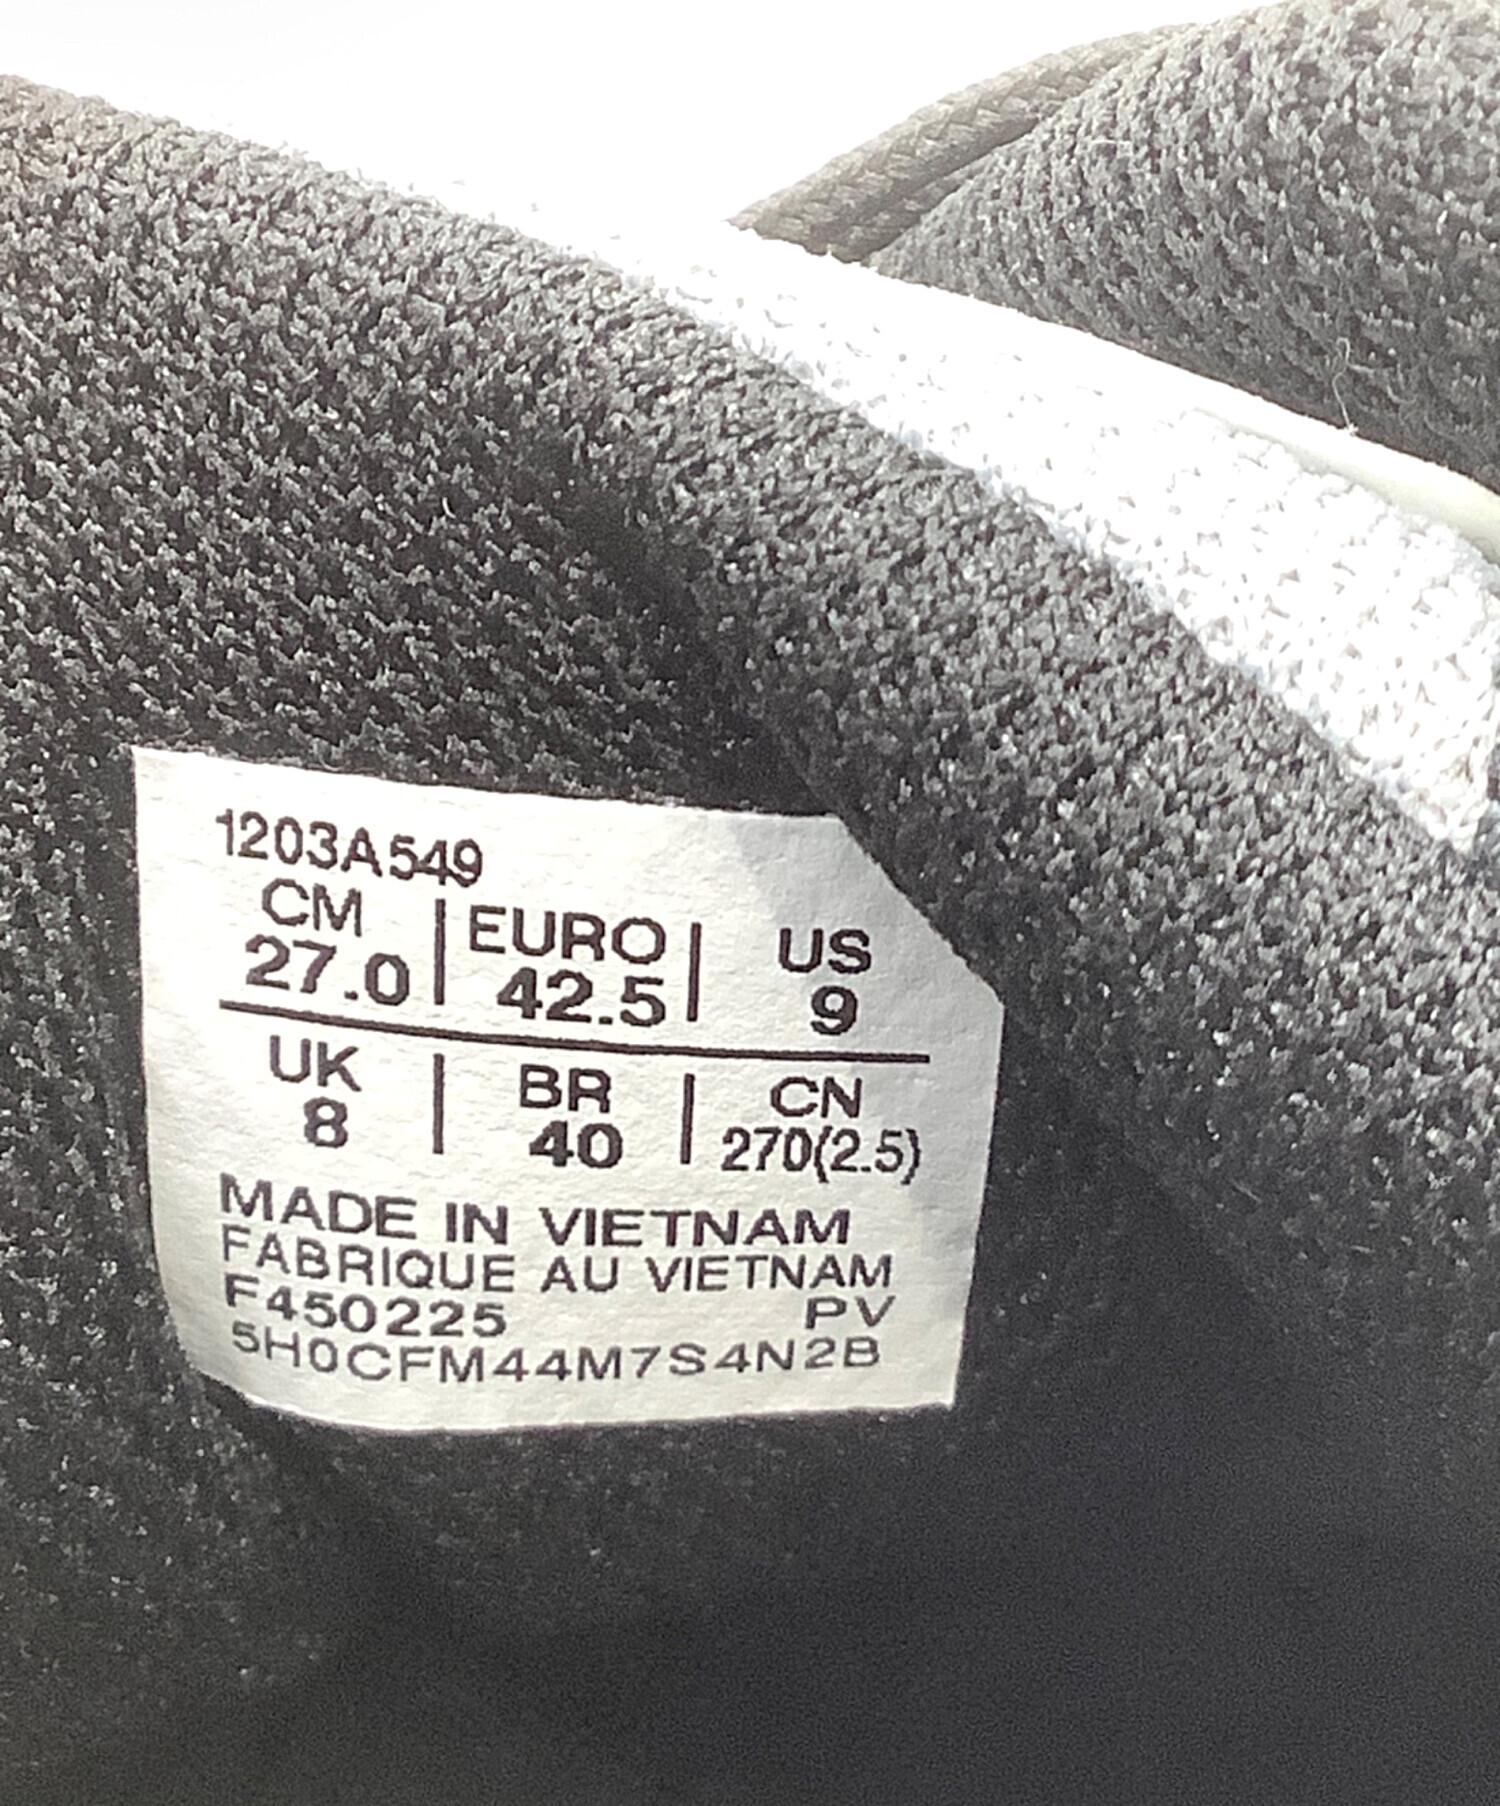 1203A549
CM | EURO | US
27.0 | 42.5 | 9
UK | BR | CN
8 | 40 | 270(2.5)
MADE IN VIETNAM
FABRIQUE AU VIETNAM
F450225 PV
5H0CFM44M7S4N2B